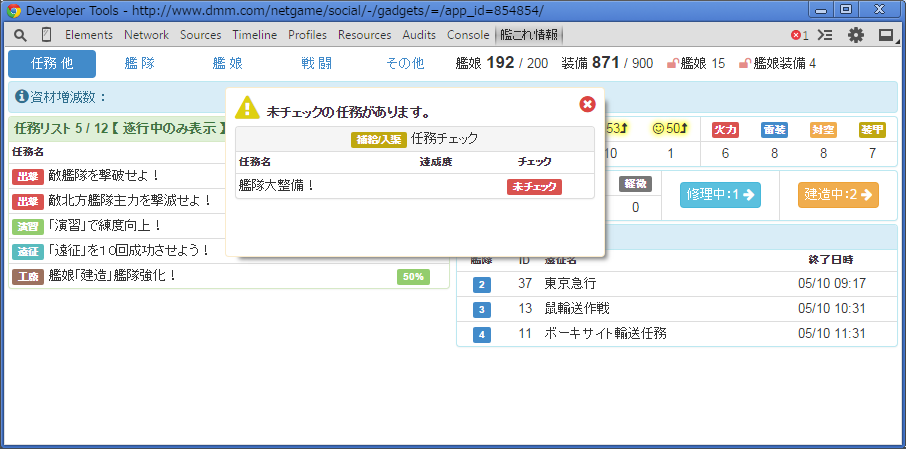 Developer Tools - http://www.dmm.com/netgame/social/-/gadgets/=/app_id=854854/
Elements Network Sources Timeline Profiles Resources Audits Console 艦これ情報 1
任務 他 艦 隊 艦 娘 戦 闘 その他 艦娘 192 / 200 装備 871 / 900 艦娘 15 艦娘装備 4
資材増減数：
未チェックの任務があります。
補給/入渠 任務チェック
任務名 達成度 チェック
艦隊大整備！ 未チェック
任務リスト 5 / 12【 遂行中のみ表示 】
任務名
出撃 敵艦隊を撃破せよ！
出撃 敵北方艦隊主力を撃滅せよ！
演習 「演習」で練度向上！
遠征 「遠征」を10回成功させよう！
工廠 艦娘「建造」艦隊強化！ 50%
53 50 火力 雷装 対空 装甲
10 1 6 8 8 7
軽微
0
修理中：1 建造中：2
艦隊 ID 遠征名 終了日時
2 37 東京急行 05/10 09:17
3 13 鼠輸送作戦 05/10 10:31
4 11 ボーキサイト輸送任務 05/10 11:31